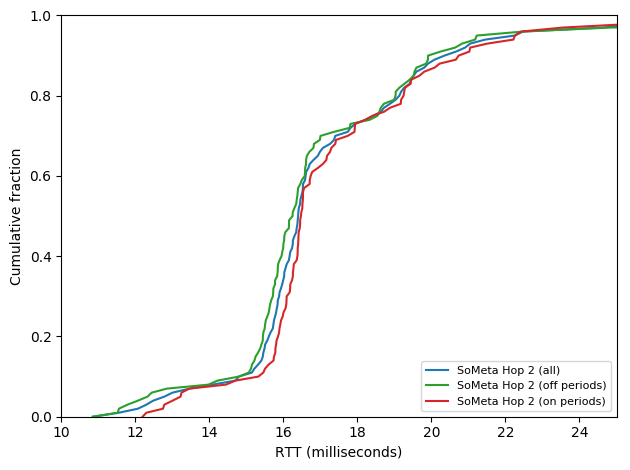 1.0
0.8
0.6
0.4
0.2
0.0
Cumulative fraction
10 12 14 16 18 20 22 24
RTT (milliseconds)
SoMeta Hop 2 (all)
SoMeta Hop 2 (off periods)
SoMeta Hop 2 (on periods)